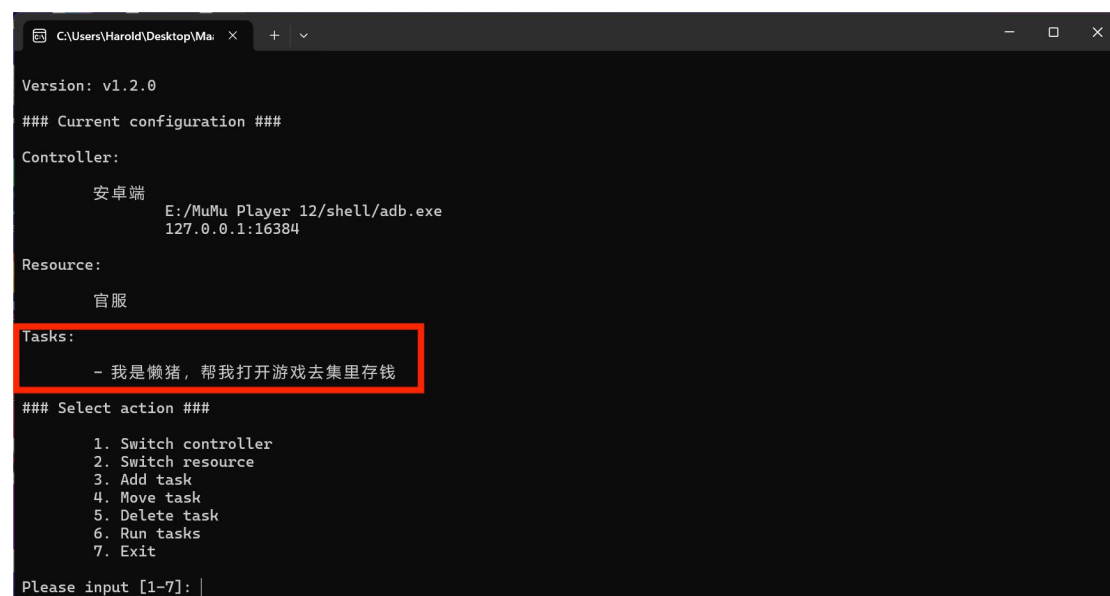 C:\Users\Harold\Desktop\Ma
Version: v1.2.0
### Current configuration ###
Controller:
安卓端
E:/MuMu Player 12/shell/adb.exe
127.0.0.1:16384
Resource:
官服
Tasks:
- 我是懒猪，帮我打开游戏去集里存钱
### Select action ###
1. Switch controller
2. Switch resource
3. Add task
4. Move task
5. Delete task
6. Run tasks
7. Exit
Please input [1-7]: